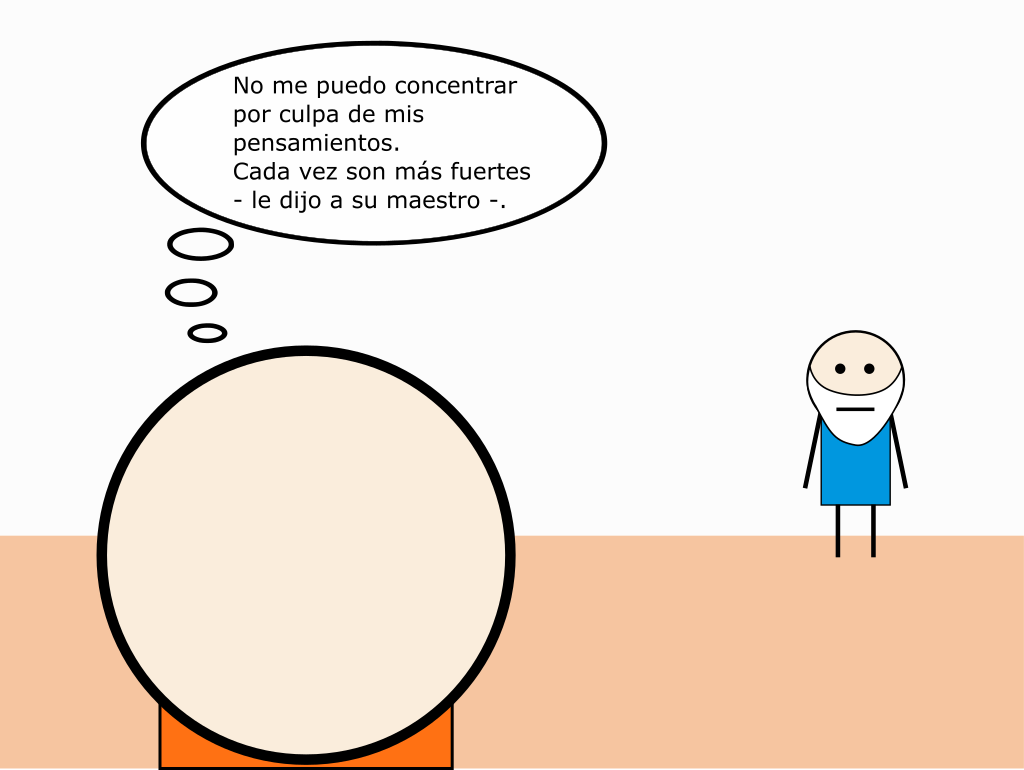 No me puedo concentrar
por culpa de mis
pensamientos.
Cada vez son más fuertes
- le dijo a su maestro -.